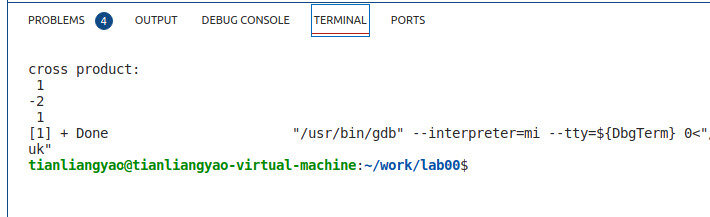 PROBLEMS 4 OUTPUT DEBUG CONSOLE TERMINAL PORTS
cross product:
 1
-2
 1
[1] + Done                       "/usr/bin/gdb" --interpreter=mi --tty=${DbgTerm} 0<"
uk"
tianliangyao@tianliangyao-virtual-machine:~/work/lab00$